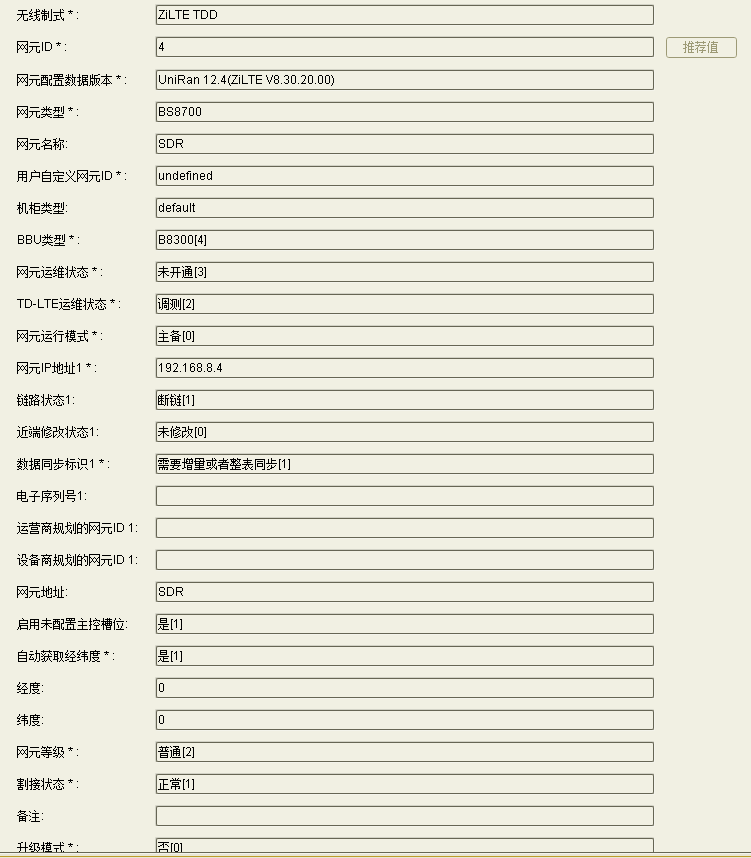 无线制式 * : ZiLTE TDD
网元ID * : 4 推荐值
网元配置数据版本 * : UniRan 12.4(ZiLTE V8.30.20.00)
网元类型 * : BS8700
网元名称: SDR
用户自定义网元ID * : undefined
机柜类型: default
BBU类型 * : B8300[4]
网元运维状态 * : 未开通[3]
TD-LTE运维状态 * : 调测[2]
网元运行模式 * : 主备[0]
网元IP地址1 * : 192.168.8.4
链路状态1: 断链[1]
近端修改状态1: 未修改[0]
数据同步标识1 * : 需要增量或者整表同步[1]
电子序列号1:
运营商规划的网元ID 1:
设备商规划的网元ID 1:
网元地址: SDR
启用未配置主控槽位: 是[1]
自动获取经纬度 * : 是[1]
经度: 0
纬度: 0
网元等级 * : 普通[2]
割接状态 * : 正常[1]
备注:
升级模式 * : 否[0]